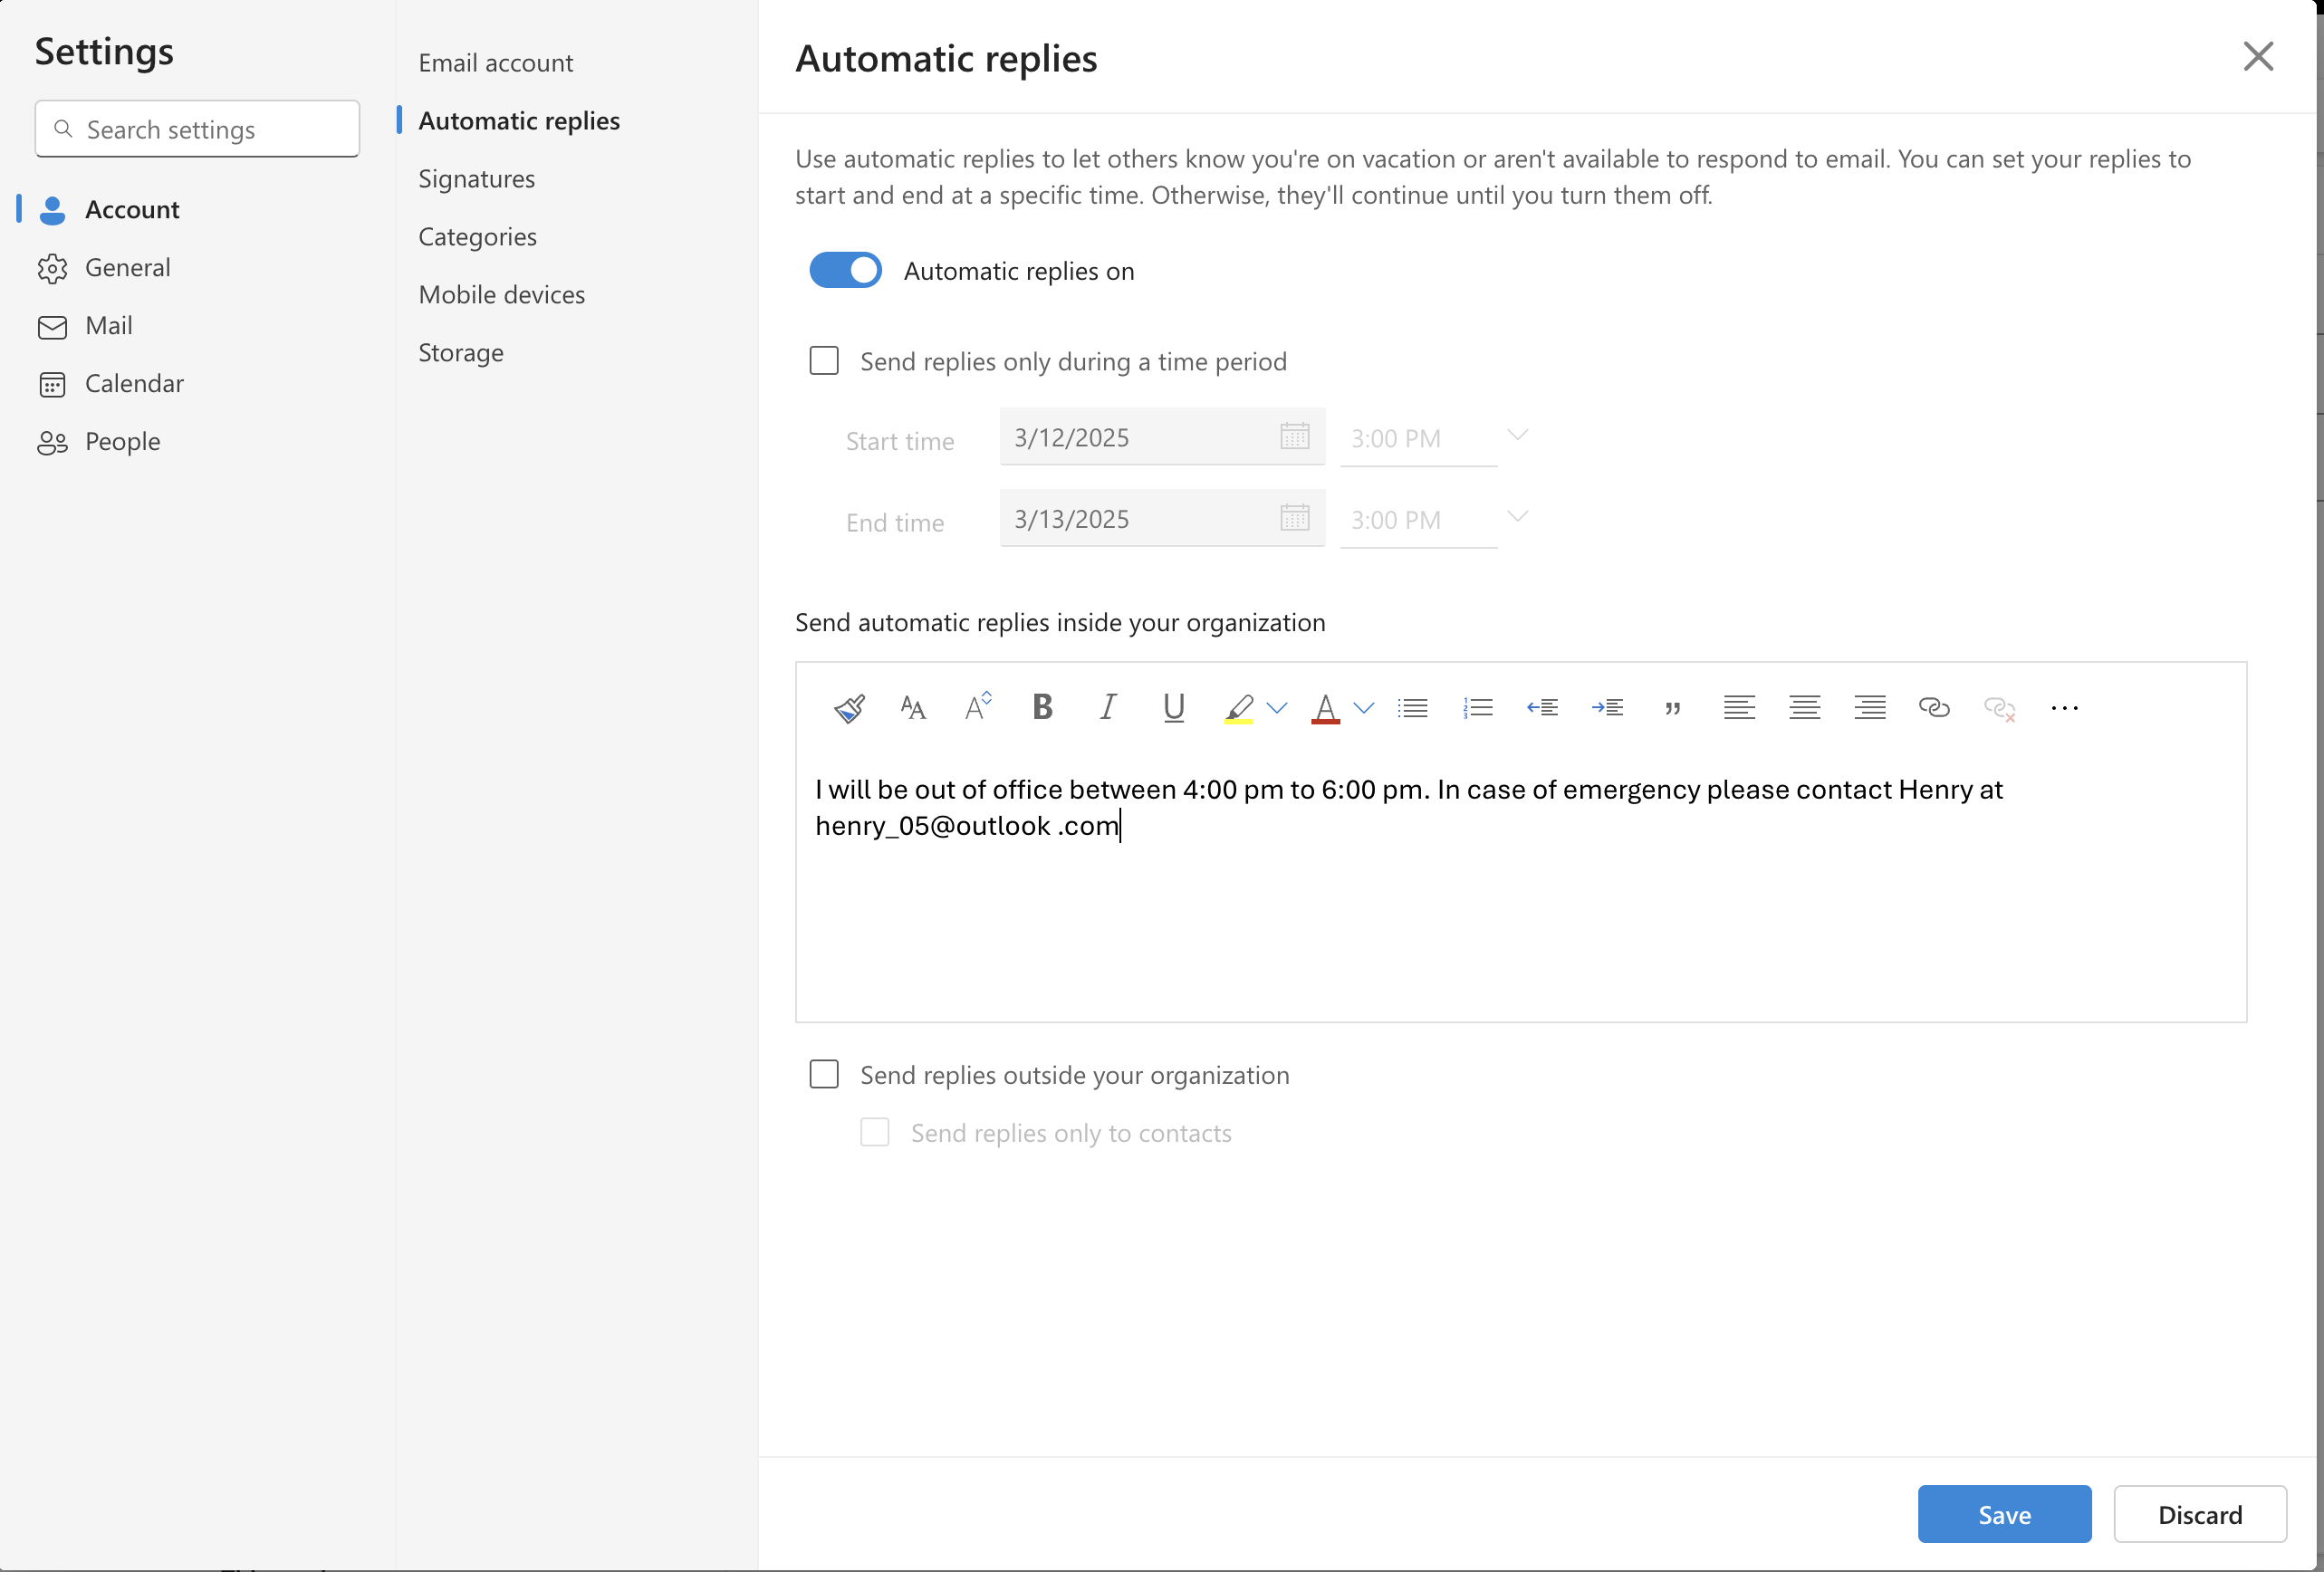 Settings
Search settings
Account
General
Mail
Calendar
People
Email account
Automatic replies
Signatures
Categories
Mobile devices
Storage
Automatic replies
Use automatic replies to let others know you're on vacation or aren't available to respond to email. You can set your replies to
start and end at a specific time. Otherwise, they'll continue until you turn them off.
Automatic replies on
Send replies only during a time period
Start time 3/12/2025 3:00 PM
End time 3/13/2025 3:00 PM
Send automatic replies inside your organization
I will be out of office between 4:00 pm to 6:00 pm. In case of emergency please contact Henry at
henry_05@outlook .com
Send replies outside your organization
Send replies only to contacts
Save Discard